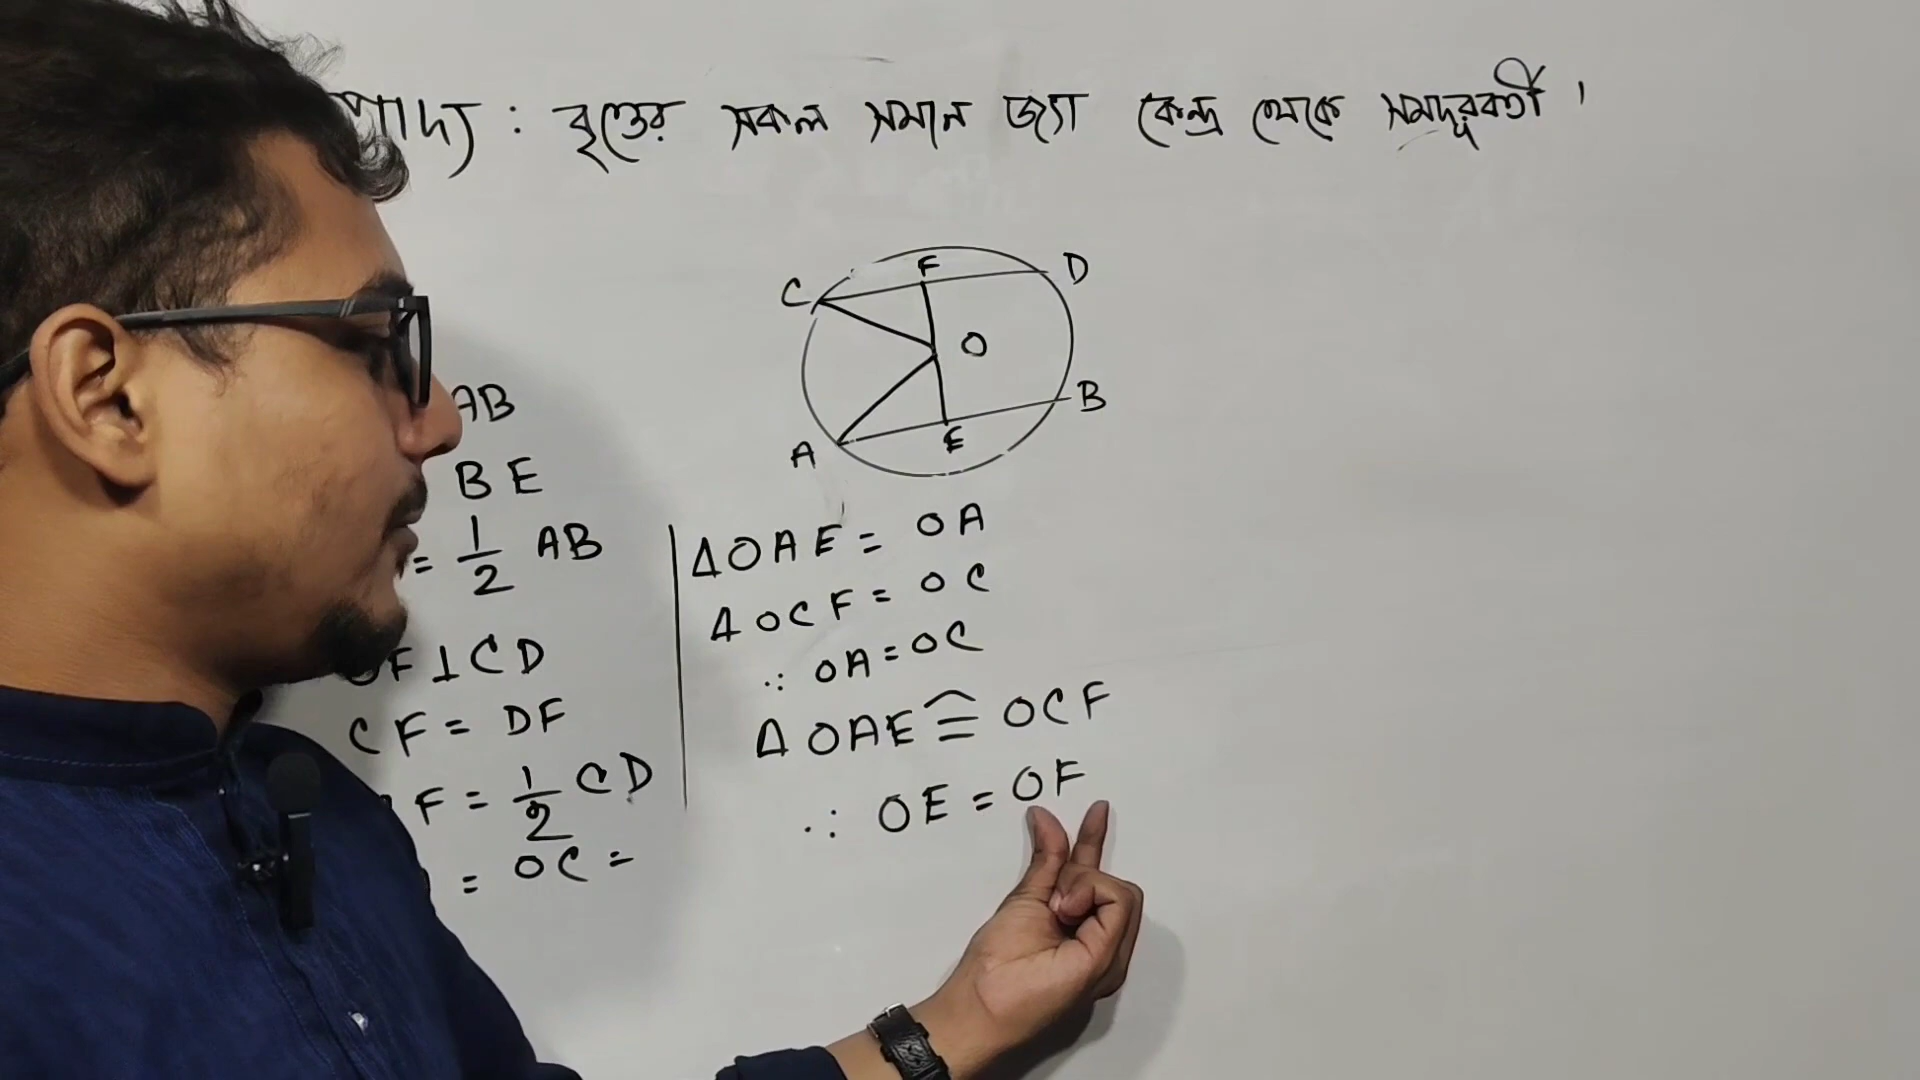 : বৃত্তের সকল সমান জ্যা কেন্দ্র থেকে সমদূরবর্তী।
F
C
D
O
B
A
E
AB
BE
= 1/2 AB
OF⊥CD
CF = DF
F = 1/2 CD
= OC =
ΔOAE = OA
ΔOCF = OC
∴ OA = OC
ΔOAE ≅ OCF
∴ OE = OF